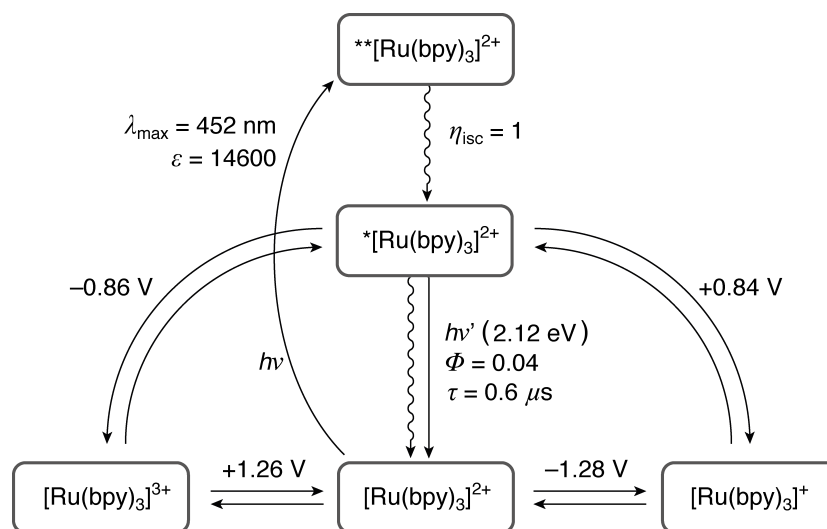 **[Ru(bpy)₃]²⁺
λmax = 452 nm
ε = 14600
ηisc = 1
*[Ru(bpy)₃]²⁺
–0.86 V
+0.84 V
hν
hν’ (2.12 eV)
Φ = 0.04
τ = 0.6 μs
[Ru(bpy)₃]³⁺
+1.26 V
[Ru(bpy)₃]²⁺
–1.28 V
[Ru(bpy)₃]⁺